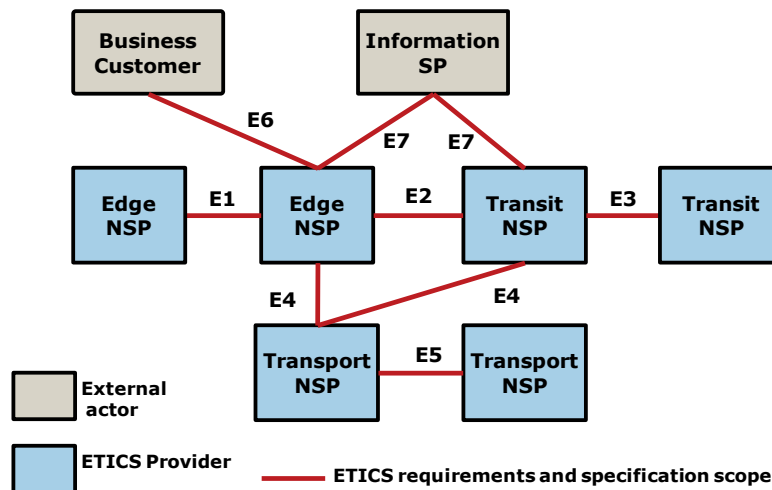 Business
Customer
Information
SP
E6
E7
E7
Edge
NSP
E1
Edge
NSP
E2
Transit
NSP
E3
Transit
NSP
E4
E4
Transport
NSP
E5
Transport
NSP
External
actor
ETICS Provider
ETICS requirements and specification scope